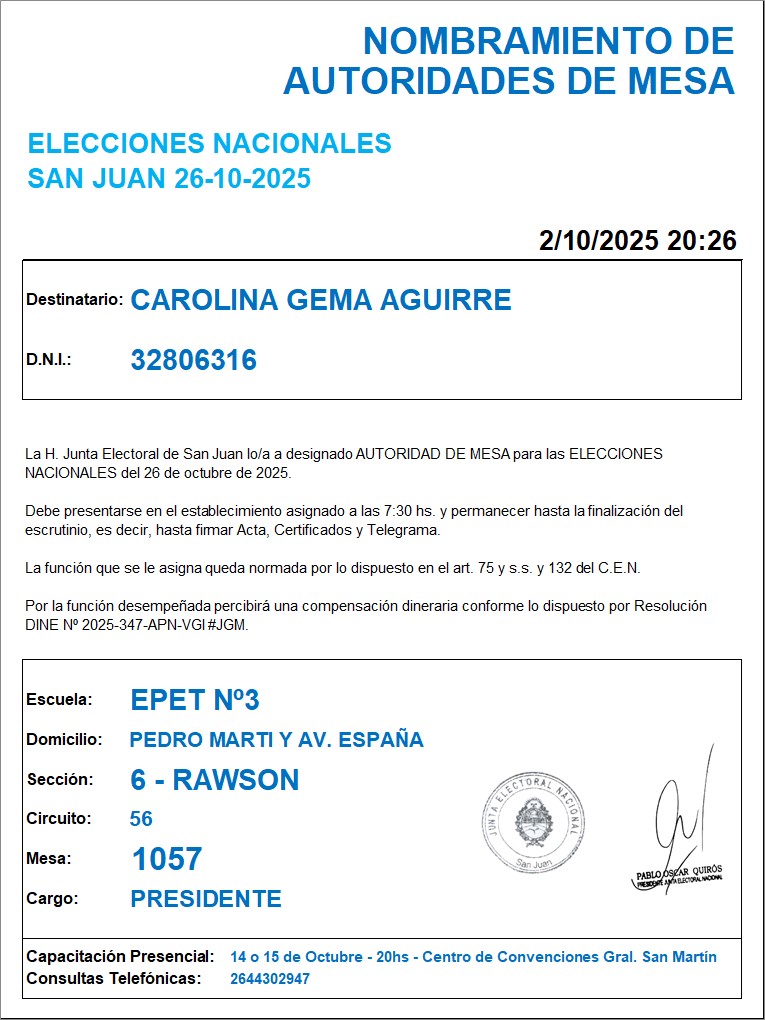 NOMBRAMIENTO DE
AUTORIDADES DE MESA
ELECCIONES NACIONALES
SAN JUAN 26-10-2025
2/10/2025 20:26
Destinatario: CAROLINA GEMA AGUIRRE
D.N.I.: 32806316
La H. Junta Electoral de San Juan lo/a a designado AUTORIDAD DE MESA para las ELECCIONES
NACIONALES del 26 de octubre de 2025.
Debe presentarse en el establecimiento asignado a las 7:30 hs. y permanecer hasta la finalización del
escrutinio, es decir, hasta firmar Acta, Certificados y Telegrama.
La función que se le asigna queda normada por lo dispuesto en el art. 75 y s.s. y 132 del C.E.N.
Por la función desempeñada percibirá una compensación dineraria conforme lo dispuesto por Resolución
DINE Nº 2025-347-APN-VGI#JGM.
Escuela: EPET Nº3
Domicilio: PEDRO MARTI Y AV. ESPAÑA
Sección: 6 - RAWSON
Circuito: 56
Mesa: 1057
Cargo: PRESIDENTE
JUNTA ELECTORAL NACIONAL
San Juan
PABLO OSCAR QUIRÓS
PRESIDENTE JUNTA ELECTORAL NACIONAL
Capacitación Presencial: 14 o 15 de Octubre - 20hs - Centro de Convenciones Gral. San Martín
Consultas Telefónicas: 2644302947